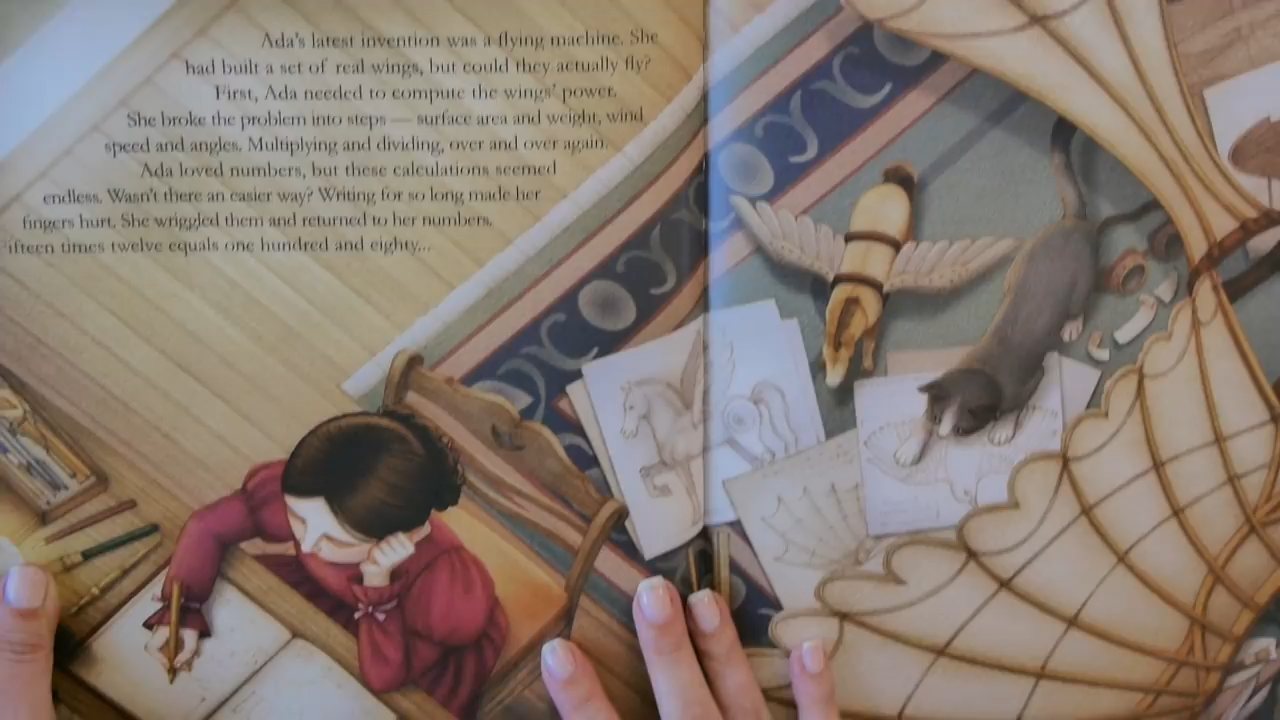 Ada's latest invention was a flying machine. She
had built a set of real wings, but could they actually fly?
First, Ada needed to compute the wings' power.
She broke the problem into steps — surface area and weight, wind
speed and angles. Multiplying and dividing, over and over again.
Ada loved numbers, but these calculations seemed
endless. Wasn't there an easier way? Writing for so long made her
fingers hurt. She wriggled them and returned to her numbers.
Fifteen times twelve equals one hundred and eighty...